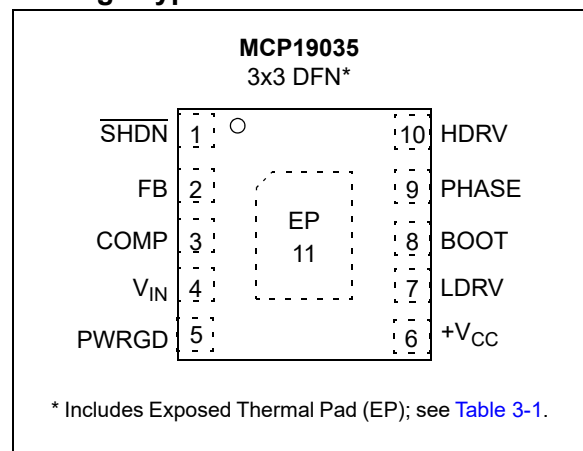 MCP19035
3x3 DFN*
SHDN 1 10 HDRV
FB 2 9 PHASE
EP
COMP 3 8 BOOT
11
VIN 4 7 LDRV
PWRGD 5 6 +VCC
* Includes Exposed Thermal Pad (EP); see Table 3-1.